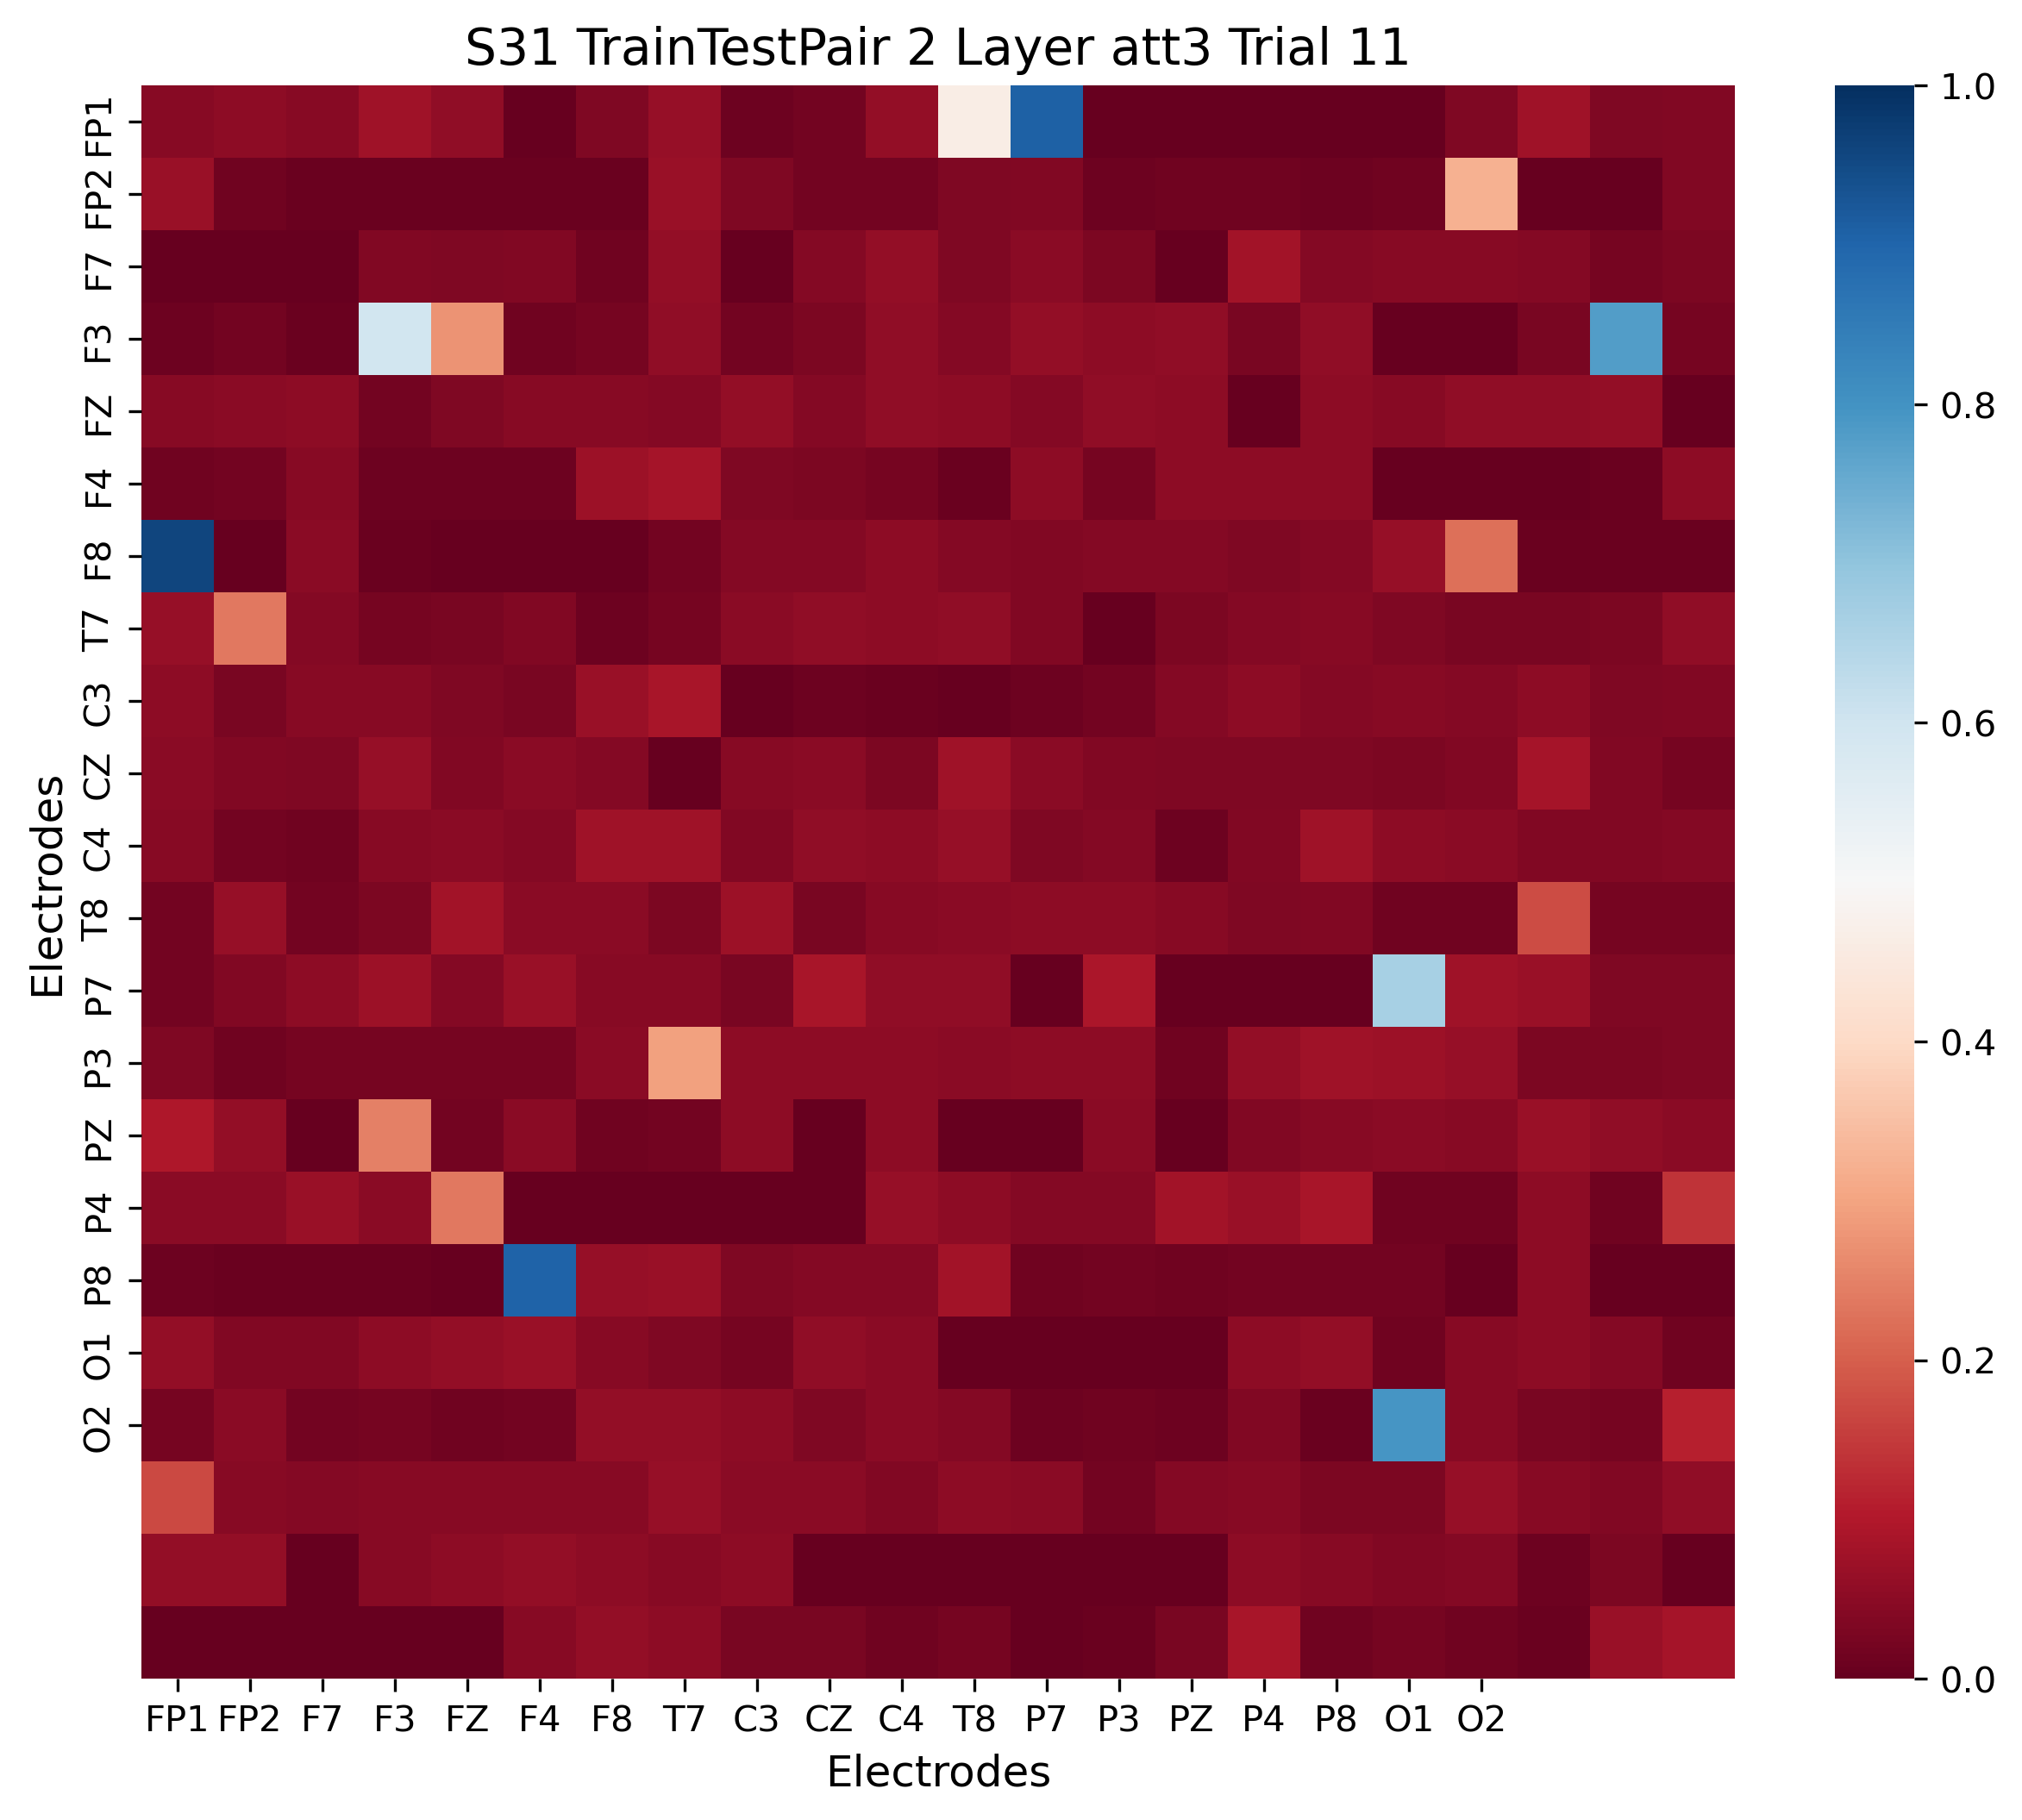 S31 TrainTestPair 2 Layer att3 Trial 11
Electrodes
FP1
FP2
F7
F3
FZ
F4
F8
T7
C3
CZ
C4
T8
P7
P3
PZ
P4
P8
O1
O2
FP1 FP2 F7 F3 FZ F4 F8 T7 C3 CZ C4 T8 P7 P3 PZ P4 P8 O1 O2
Electrodes
1.0
0.8
0.6
0.4
0.2
0.0